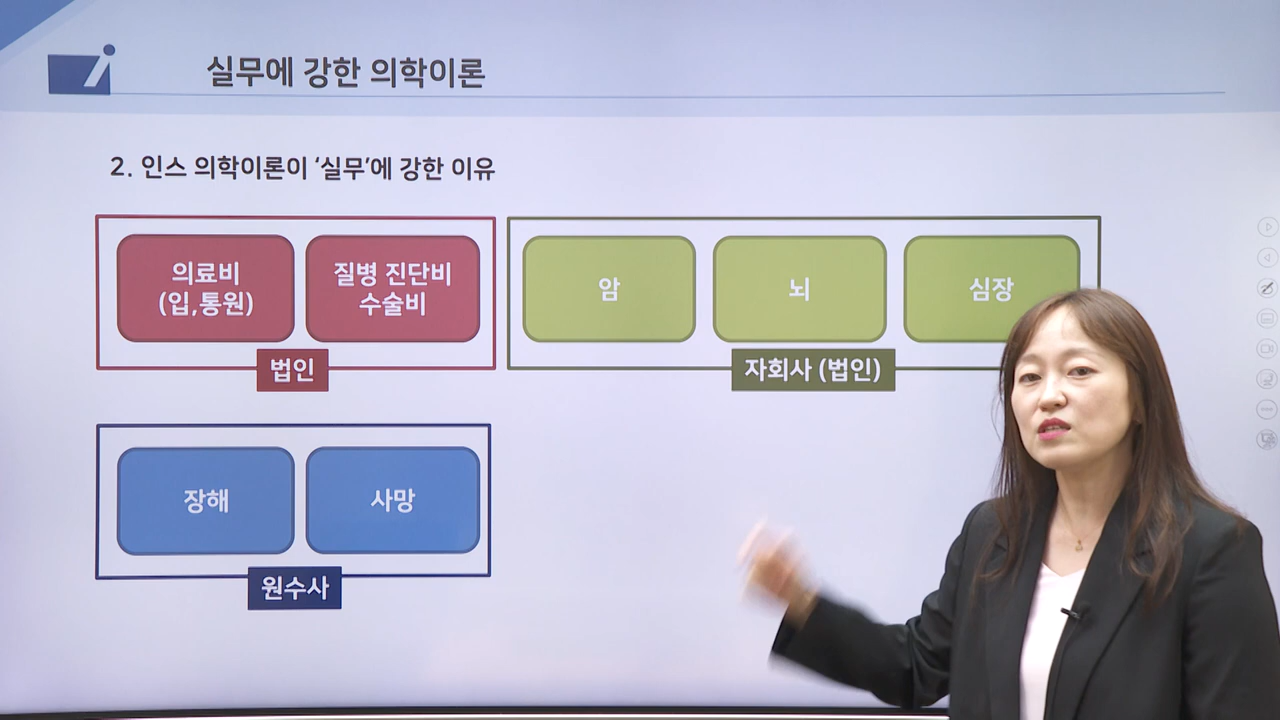 실무에 강한 의학이론
2. 인스 의학이론이 ‘실무’에 강한 이유
의료비
(입,통원)
질병 진단비
수술비
법인
암
뇌
심장
자회사 (법인)
장해
사망
원수사